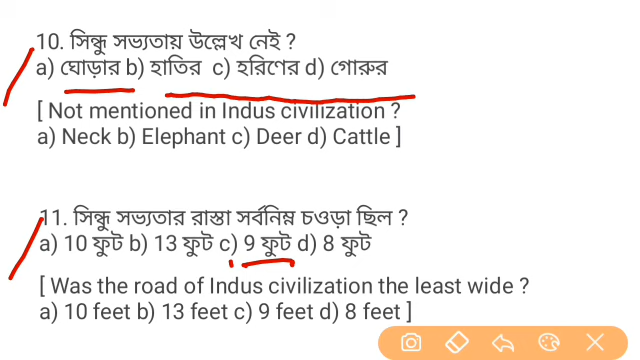 10. সিন্ধু সভ্যতায় উল্লেখ নেই ?
a) ঘোড়ার b) হাতির c) হরিণের d) গোরুর
[ Not mentioned in Indus civilization ?
a) Neck b) Elephant c) Deer d) Cattle ]
11. সিন্ধু সভ্যতার রাস্তা সর্বনিম্ন চওড়া ছিল ?
a) 10 ফুট b) 13 ফুট c) 9 ফুট d) 8 ফুট
[ Was the road of Indus civilization the least wide ?
a) 10 feet b) 13 feet c) 9 feet d) 8 feet ]